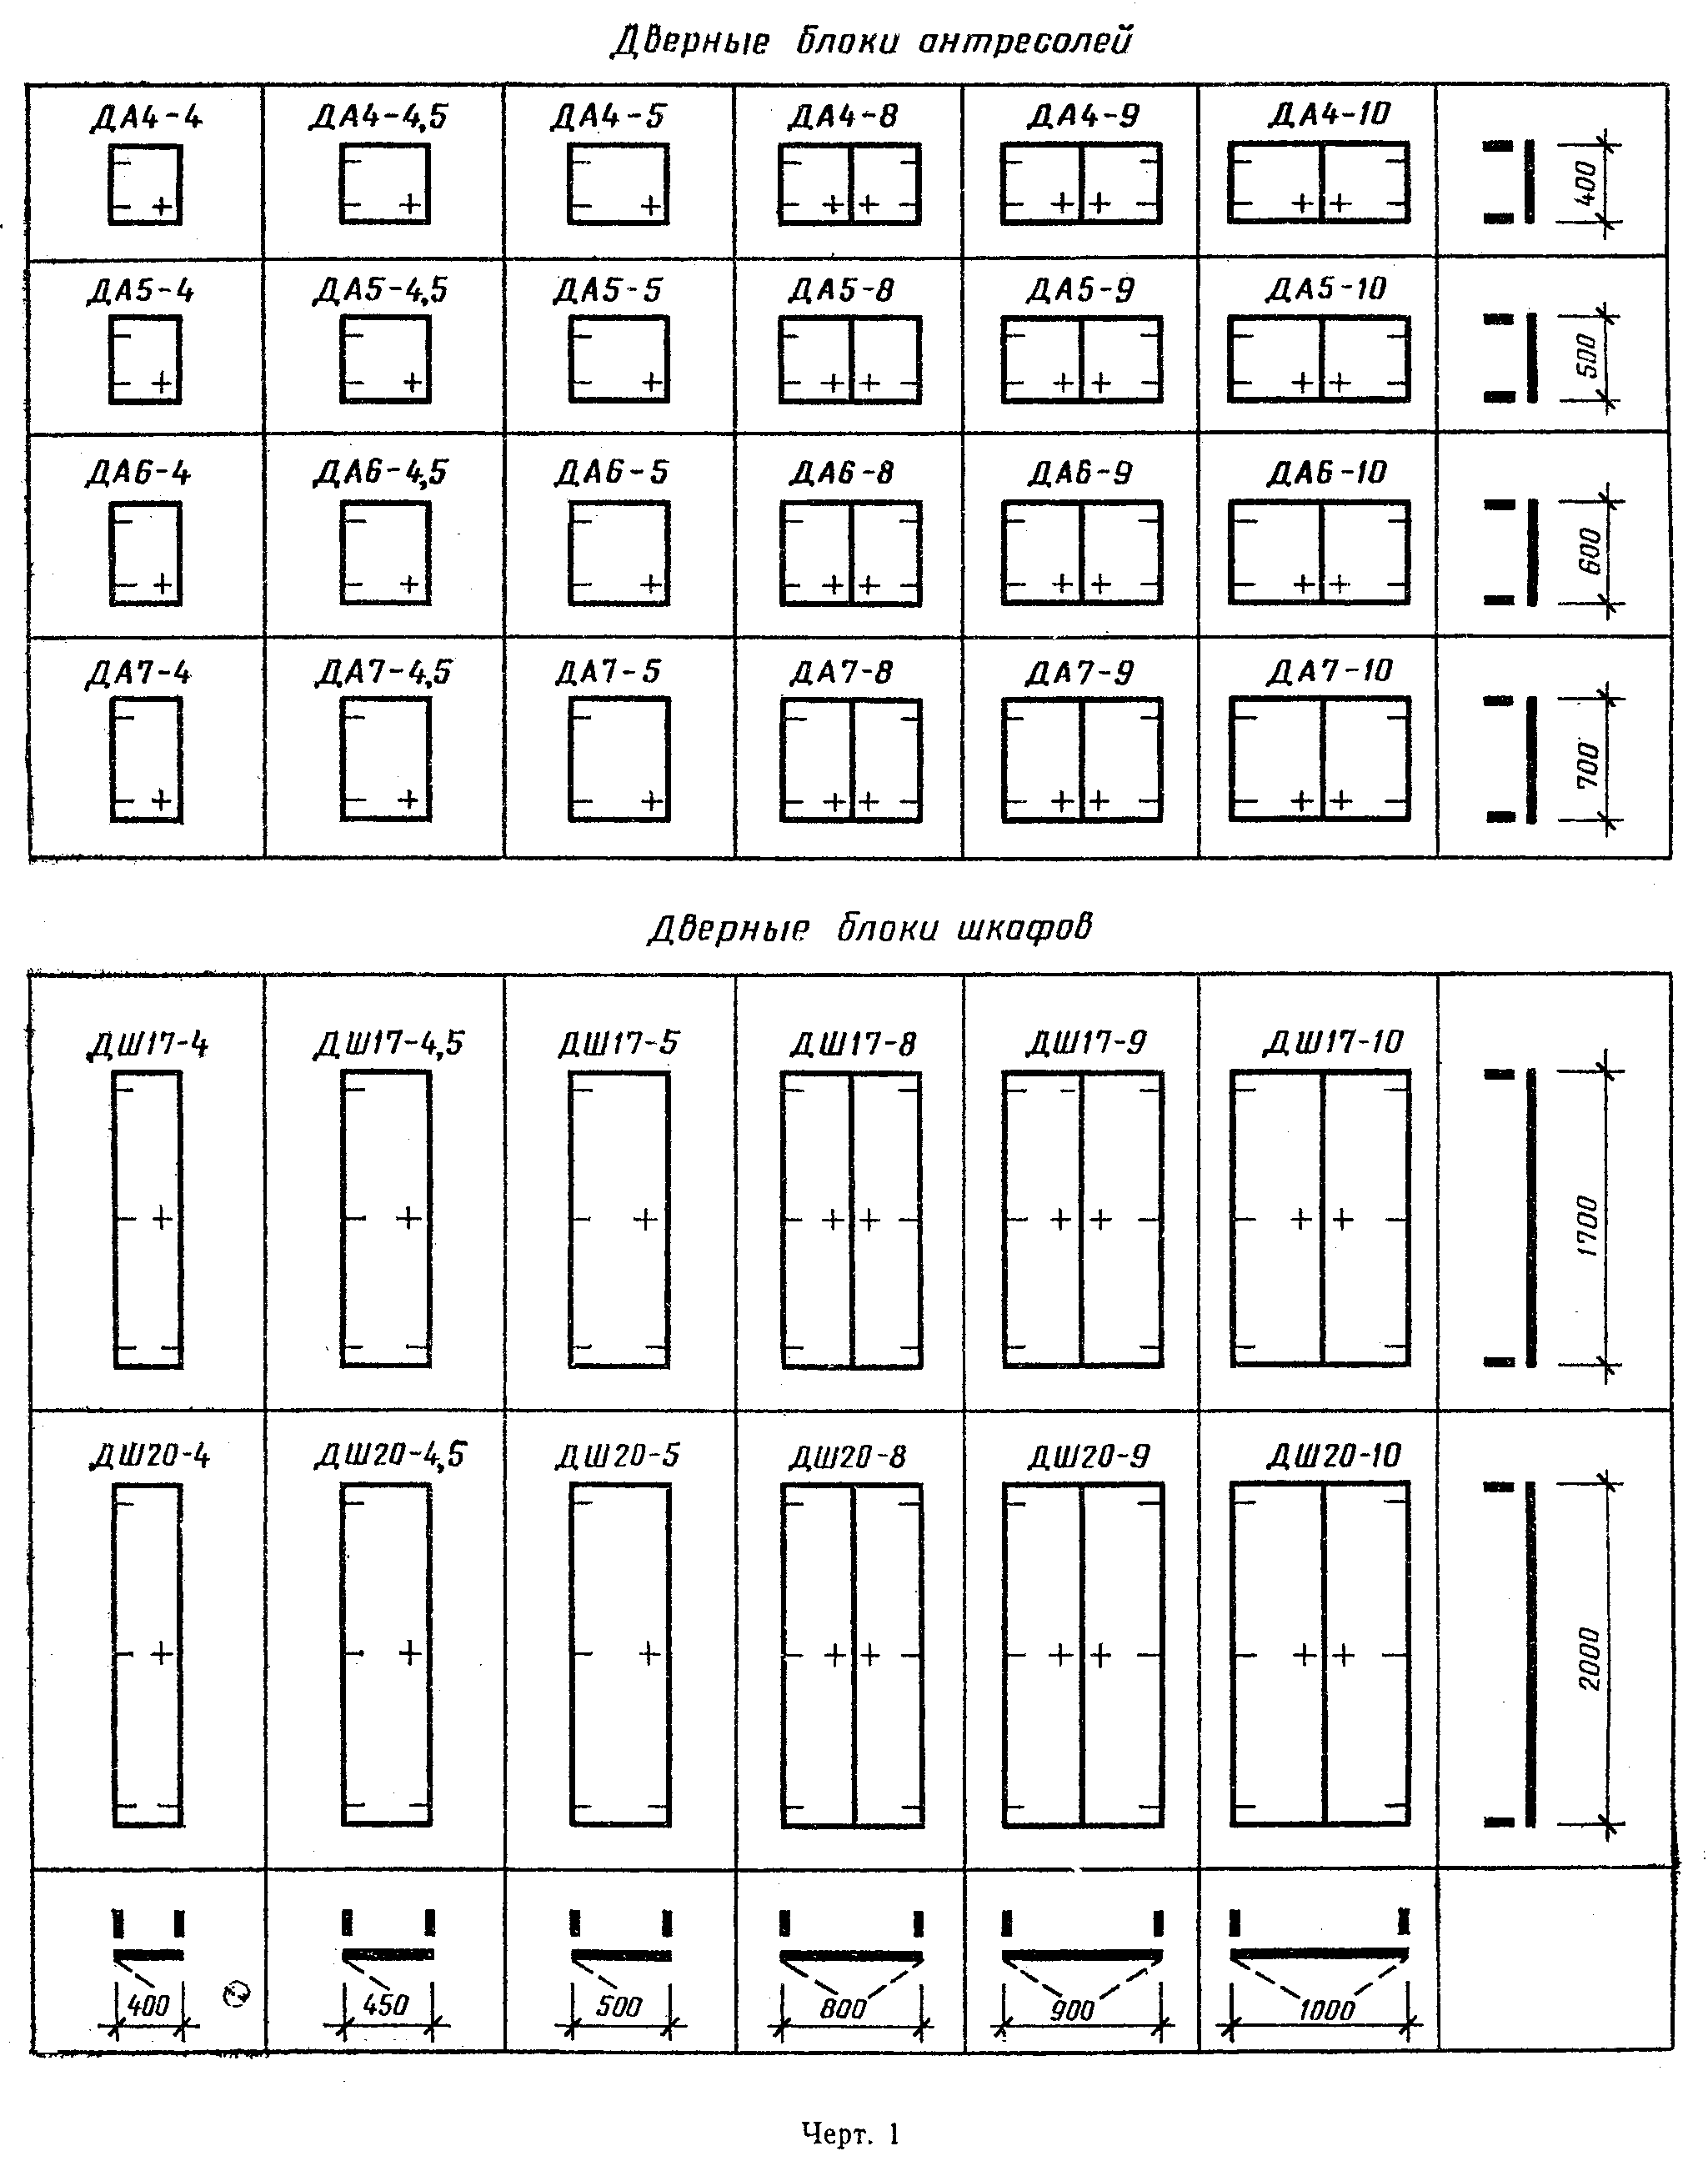 Дверные блоки антресолей
ДА4-4 ДА4-4,5 ДА4-5 ДА4-8 ДА4-9 ДА4-10
400
ДА5-4 ДА5-4,5 ДА5-5 ДА5-8 ДА5-9 ДА5-10
500
ДА6-4 ДА6-4,5 ДА6-5 ДА6-8 ДА6-9 ДА6-10
600
ДА7-4 ДА7-4,5 ДА7-5 ДА7-8 ДА7-9 ДА7-10
700
Дверные блоки шкафов
ДШ17-4 ДШ17-4,5 ДШ17-5 ДШ17-8 ДШ17-9 ДШ17-10
1700
ДШ20-4 ДШ20-4,5 ДШ20-5 ДШ20-8 ДШ20-9 ДШ20-10
2000
400 450 500 800 900 1000
Черт. 1